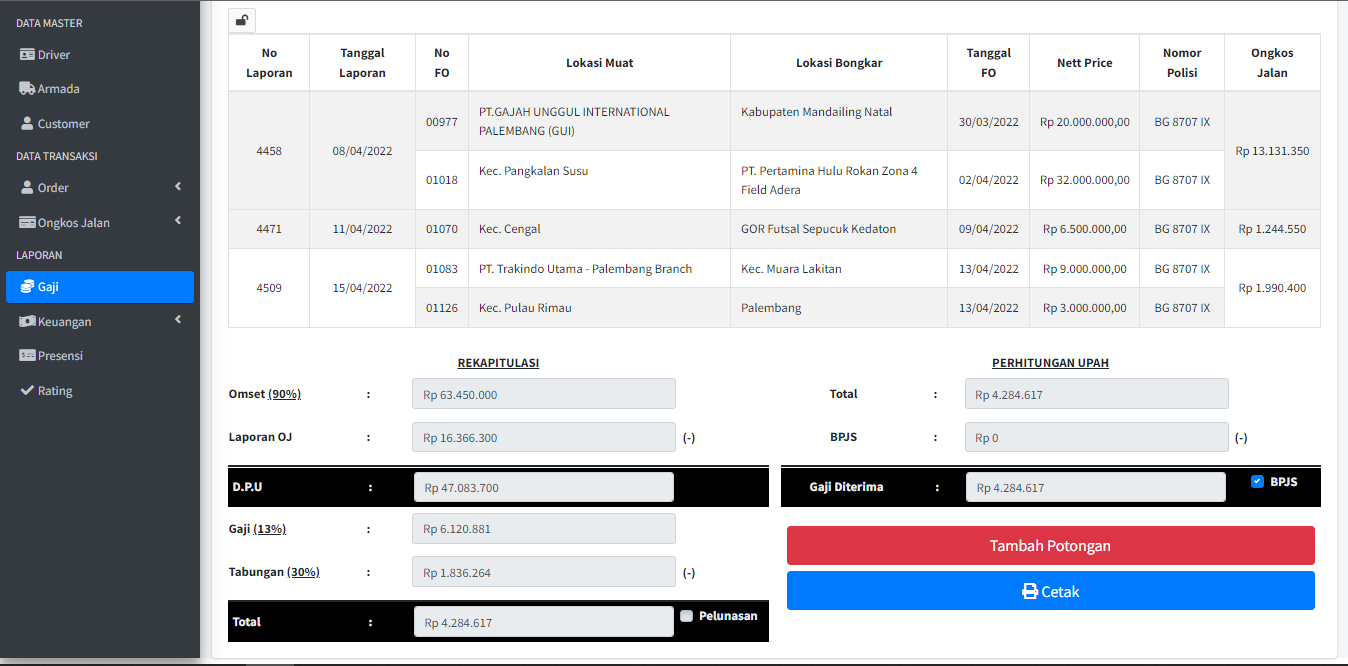 DATA MASTER
Driver
Armada
Customer
DATA TRANSAKSI
Order
Ongkos Jalan
LAPORAN
Gaji
Keuangan
Presensi
Rating
No Laporan
Tanggal Laporan
No FO
Lokasi Muat
Lokasi Bongkar
Tanggal FO
Nett Price
Nomor Polisi
Ongkos Jalan
4458
08/04/2022
00977
PT.GAJAH UNGGUL INTERNATIONAL
PALEMBANG (GUI)
Kabupaten Mandailing Natal
30/03/2022
Rp 20.000.000,00
BG 8707 IX
Rp 13.131.350
01018
Kec. Pangkalan Susu
PT. Pertamina Hulu Rokan Zona 4
Field Adera
02/04/2022
Rp 32.000.000,00
BG 8707 IX
4471
11/04/2022
01070
Kec. Cengal
GOR Futsal Sepucuk Kedaton
09/04/2022
Rp 6.500.000,00
BG 8707 IX
Rp 1.244.550
4509
15/04/2022
01083
PT. Trakindo Utama - Palembang Branch
Kec. Muara Lakitan
13/04/2022
Rp 9.000.000,00
BG 8707 IX
Rp 1.990.400
01126
Kec. Pulau Rimau
Palembang
13/04/2022
Rp 3.000.000,00
BG 8707 IX
REKAPITULASI
Omset (90%) : Rp 63.450.000
Laporan OJ : Rp 16.366.300 (-)
D.P.U : Rp 47.083.700
Gaji (13%) : Rp 6.120.881
Tabungan (30%) : Rp 1.836.264 (-)
Total : Rp 4.284.617 Pelunasan
PERHITUNGAN UPAH
Total : Rp 4.284.617
BPJS : Rp 0 (-)
Gaji Diterima : Rp 4.284.617 BPJS
Tambah Potongan
Cetak